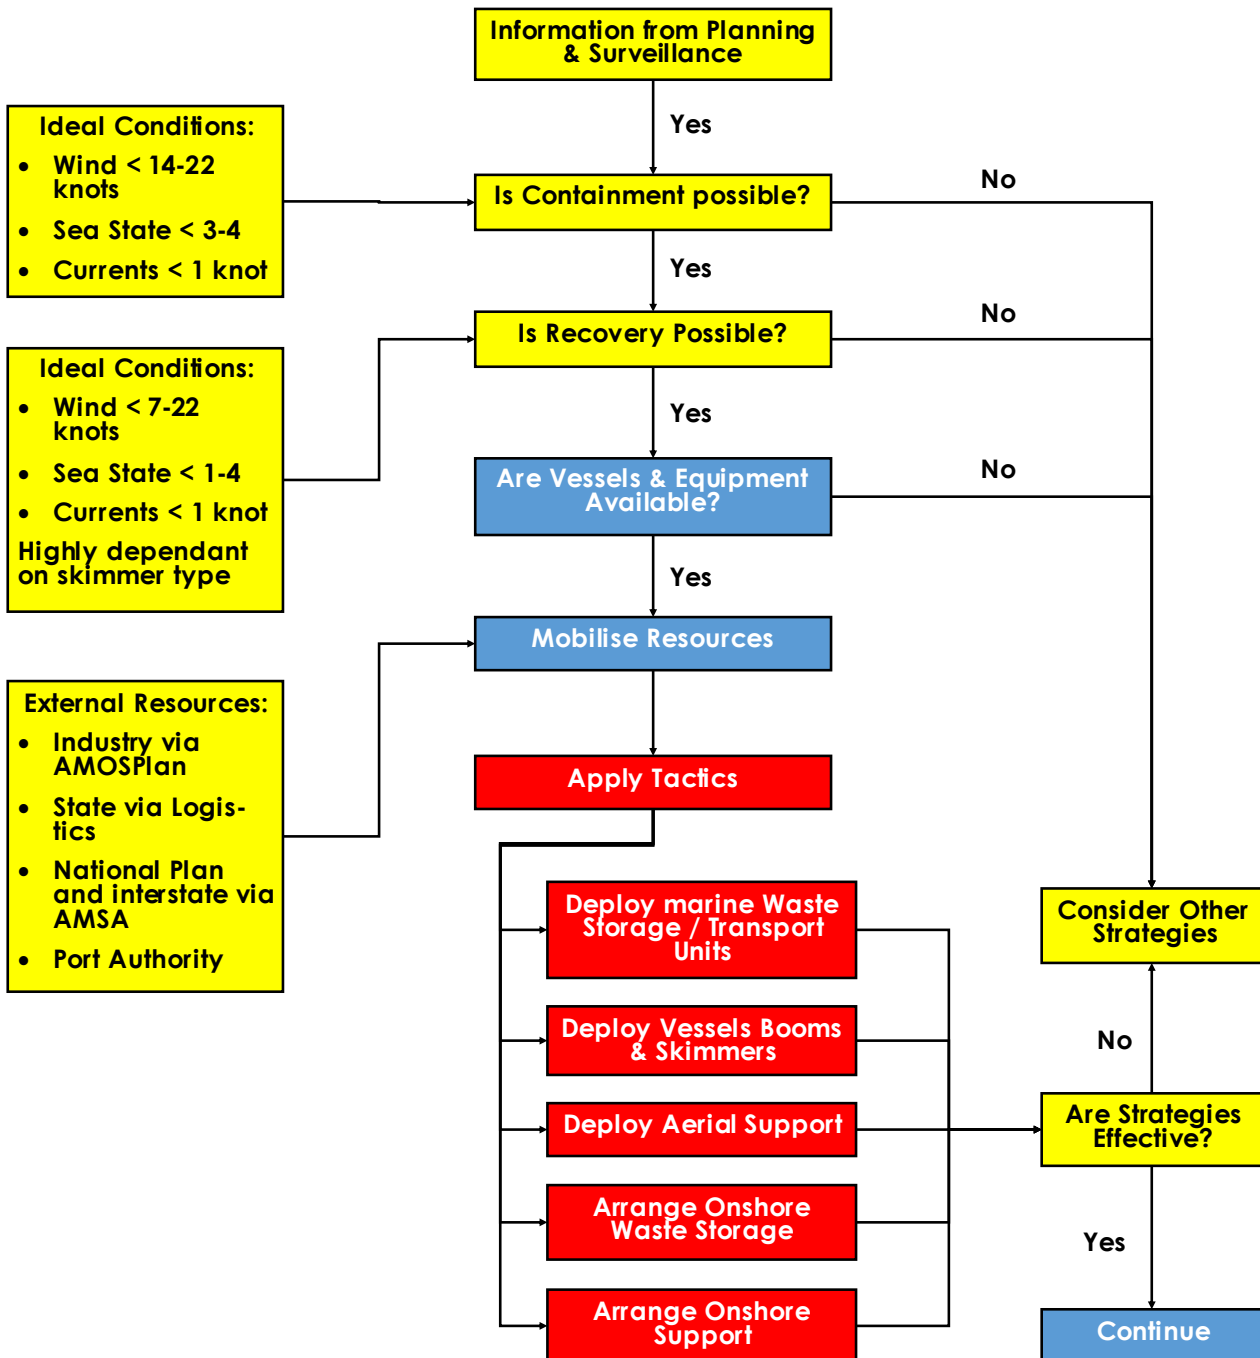 Information from Planning
& Surveillance
Yes
Ideal Conditions:
• Wind < 14-22
knots
• Sea State < 3-4
• Currents < 1 knot
Is Containment possible?
No
Yes
Is Recovery Possible?
No
Ideal Conditions:
• Wind < 7-22
knots
• Sea State < 1-4
• Currents < 1 knot
Highly dependant
on skimmer type
Yes
Are Vessels & Equipment
Available?
No
Yes
Mobilise Resources
External Resources:
• Industry via
AMOSPlan
• State via Logis-
tics
• National Plan
and interstate via
AMSA
• Port Authority
Apply Tactics
Deploy marine Waste
Storage / Transport
Units
Consider Other
Strategies
Deploy Vessels Booms
& Skimmers
No
Deploy Aerial Support
Are Strategies
Effective?
Arrange Onshore
Waste Storage
Yes
Arrange Onshore
Support
Continue